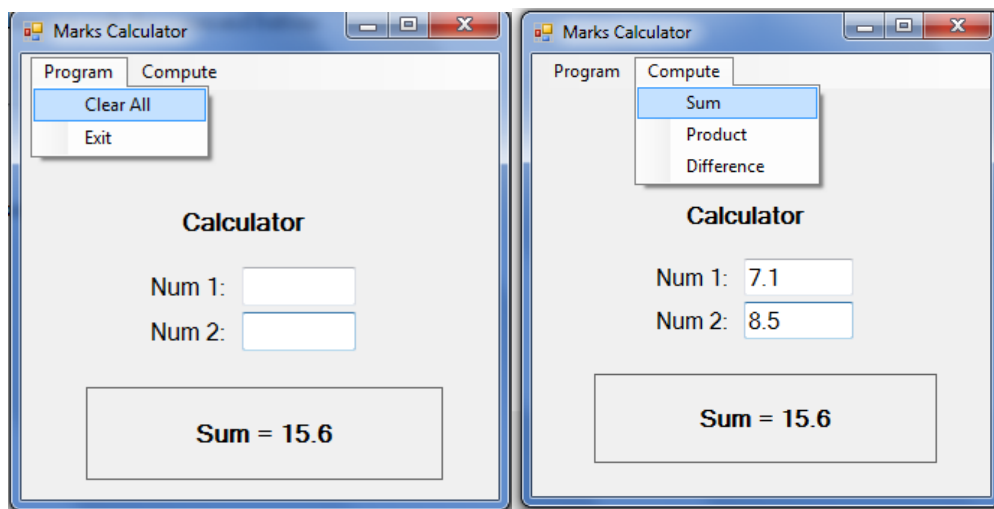 Marks Calculator
Program Compute
Clear All
Exit
Calculator
Num 1:
Num 2:
Sum = 15.6
Marks Calculator
Program Compute
Sum
Product
Difference
Calculator
Num 1: 7.1
Num 2: 8.5
Sum = 15.6